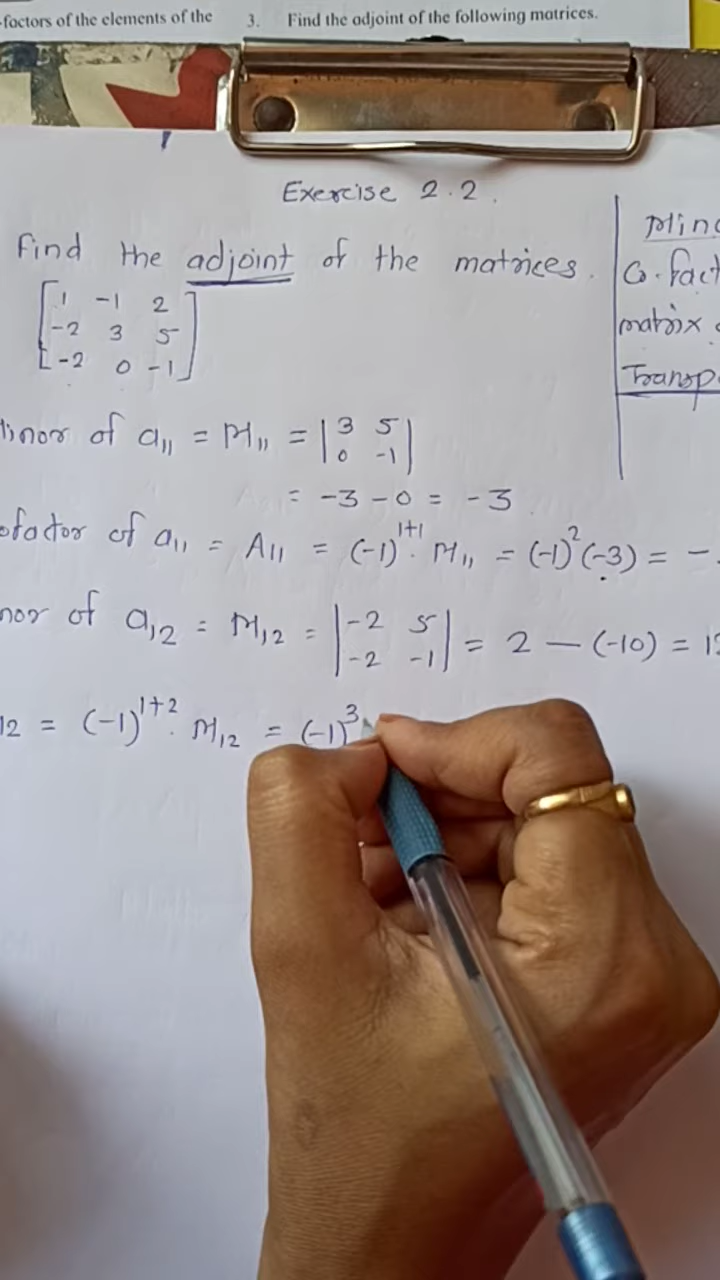 -factors of the elements of the
3. Find the adjoint of the following matrices.
Exercise 2.2.
Find the adjoint of the matrices.
1 -1 2
-2 3 5
-2 0 -1
Co-fact
matrix
Transp
inor of a₁₁ = M₁₁ = |3 5|
|0 -1|
= -3 - 0 = -3
ofactor of a₁₁ = A₁₁ = (-1)¹⁺¹. M₁₁ = (-1)²(-3) = -
nor of a₁₂ = M₁₂ = |-2 5| = 2 - (-10) = 12
|-2 -1|
12 = (-1)¹⁺². M₁₂ = (-1)³